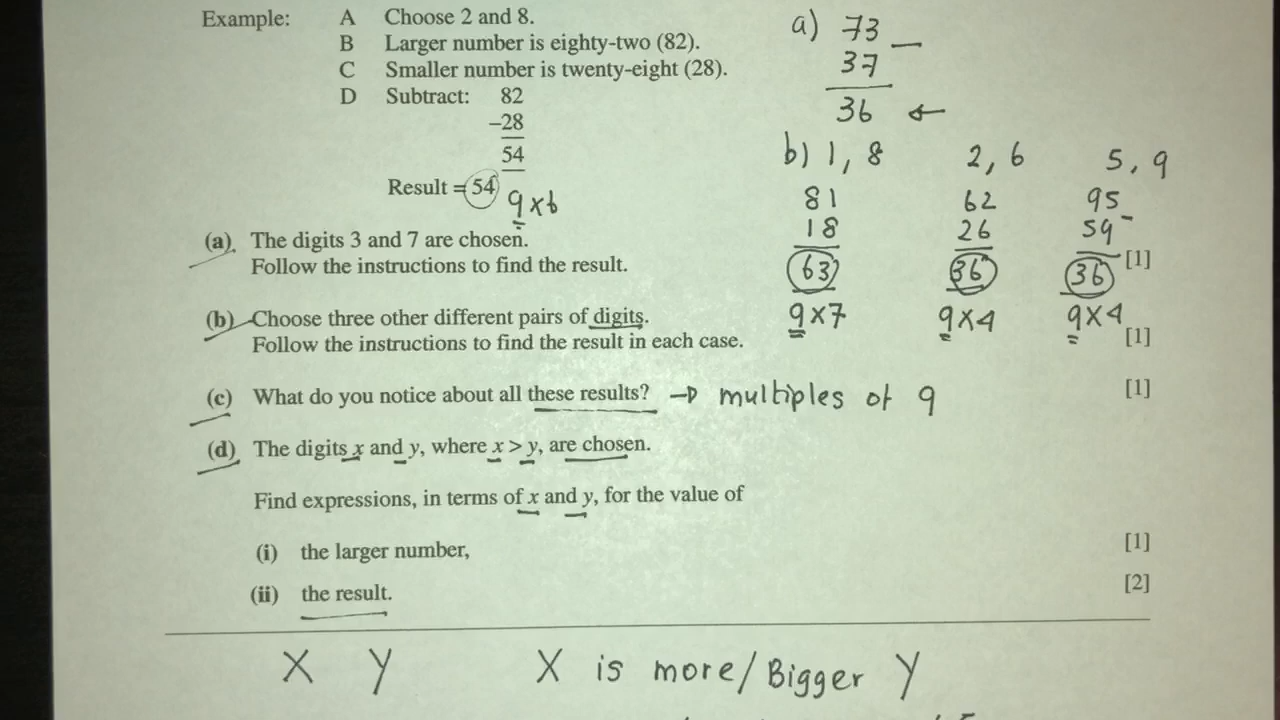 Example: A Choose 2 and 8.
B Larger number is eighty-two (82).
C Smaller number is twenty-eight (28).
D Subtract: 82
−28
54
Result = 54
9 x 6
a) 73
37
36 ←
b) 1, 8 2, 6 5, 9
81 62 95
18 26 59
63 36 36
9 x 7 9 x 4 9 x 4
(a) The digits 3 and 7 are chosen.
Follow the instructions to find the result. [1]
(b) Choose three other different pairs of digits.
Follow the instructions to find the result in each case. [1]
(c) What do you notice about all these results? → multiples of 9 [1]
(d) The digits x and y, where x > y, are chosen.
Find expressions, in terms of x and y, for the value of
(i) the larger number, [1]
(ii) the result. [2]
X Y X is more/Bigger Y